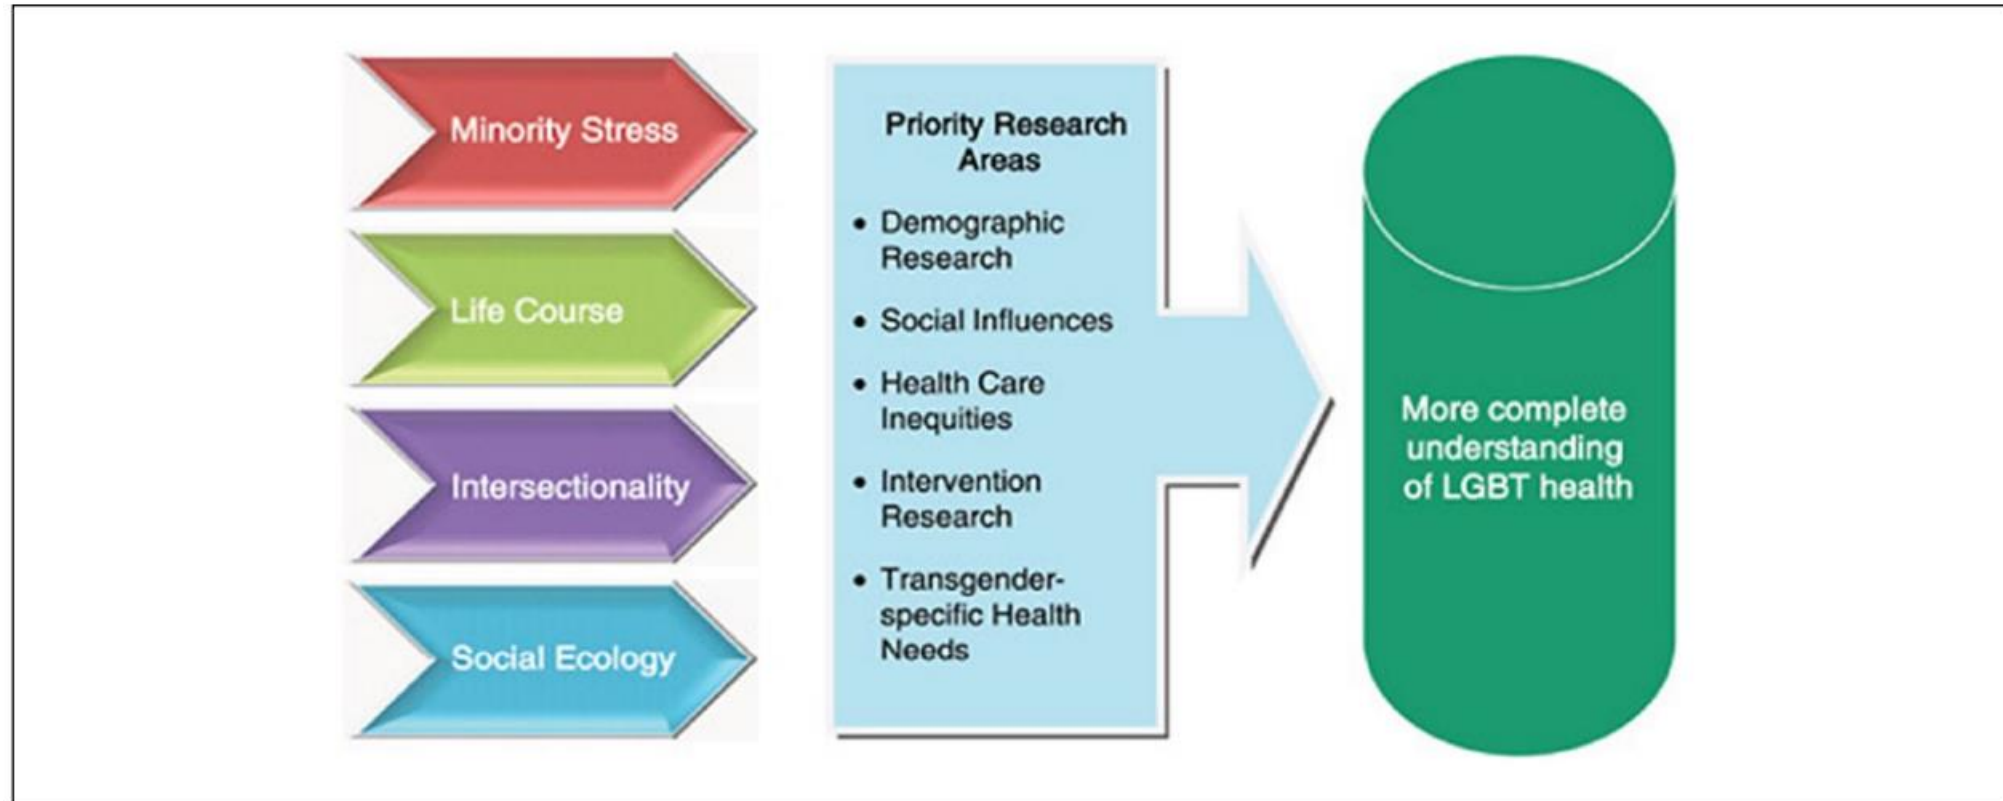 Minority Stress
Life Course
Intersectionality
Social Ecology
Priority Research
Areas
• Demographic
Research
• Social Influences
• Health Care
Inequities
• Intervention
Research
• Transgender-
specific Health
Needs
More complete
understanding
of LGBT health